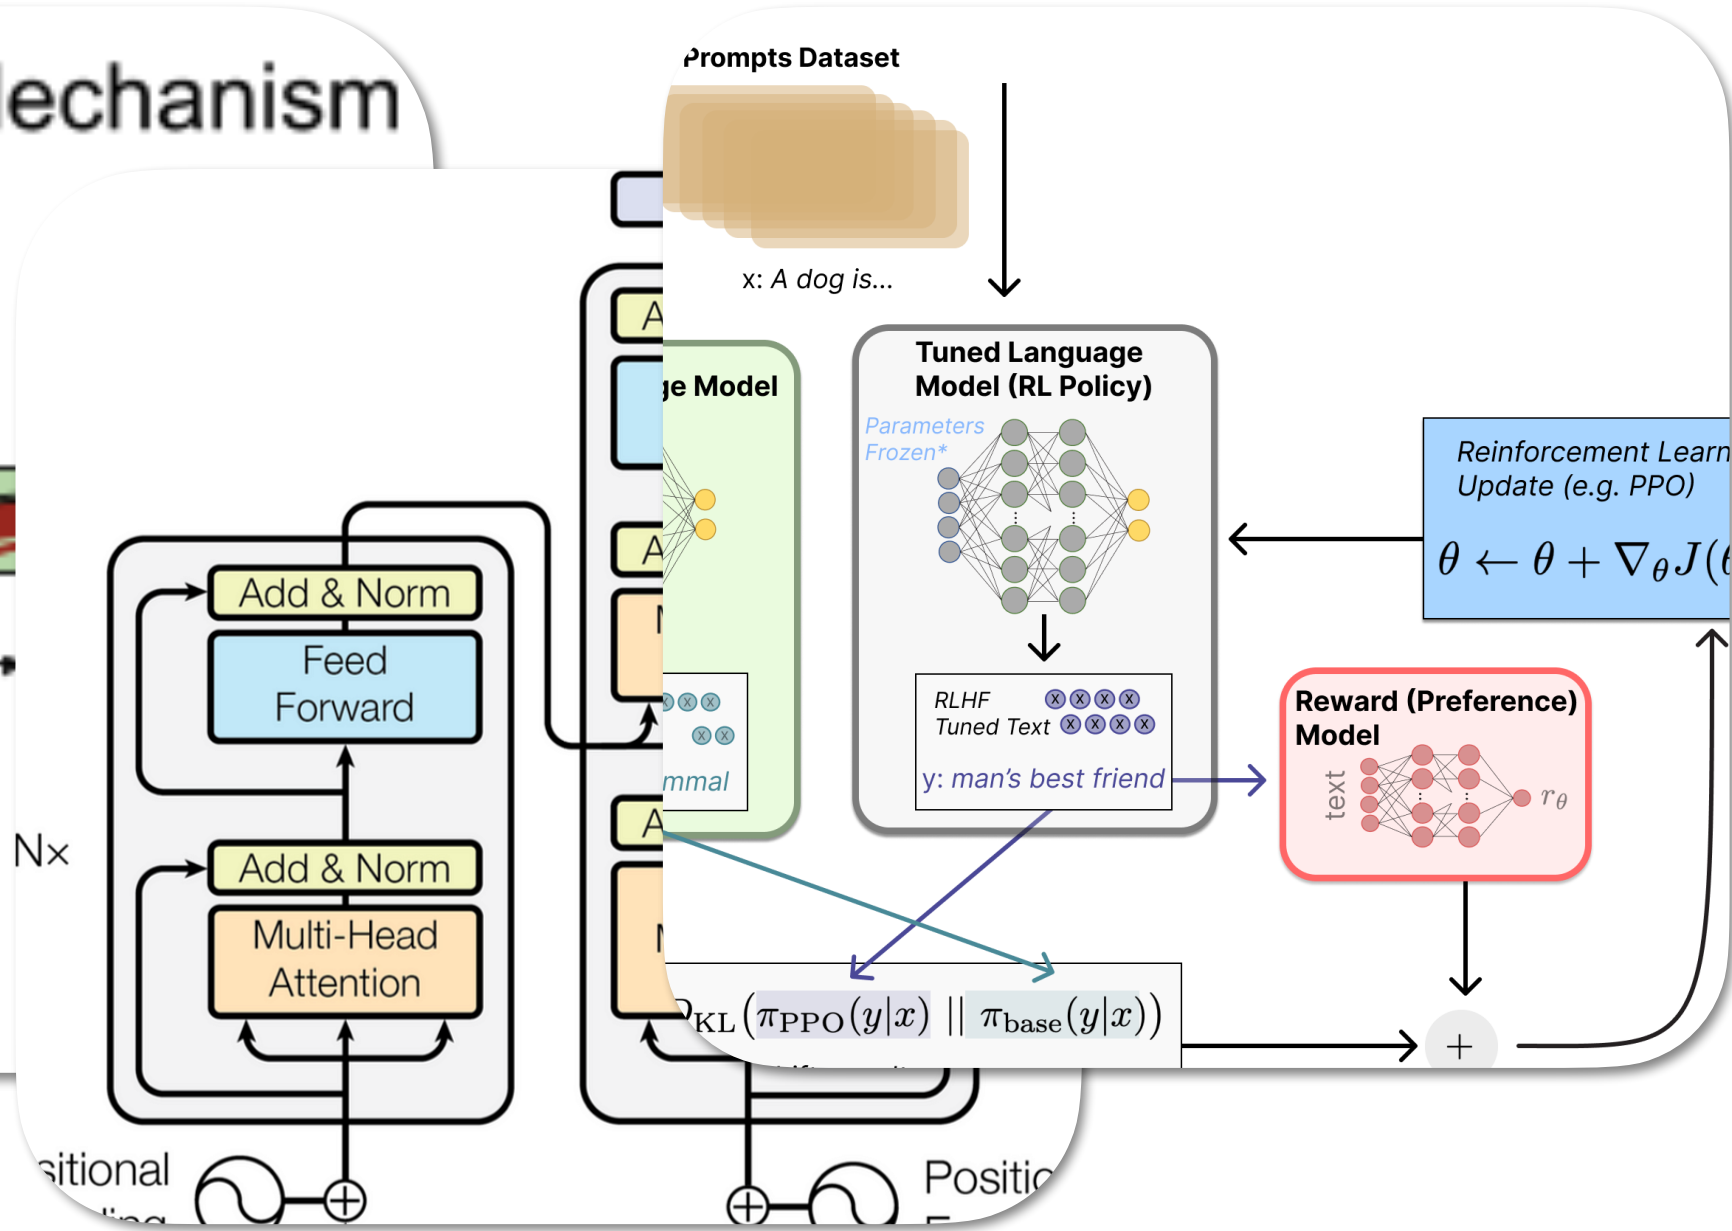 echanism
Prompts Dataset
x: A dog is...
ge Model
mmal
Tuned Language
Model (RL Policy)
Parameters
Frozen*
RLHF
Tuned Text
x x x x
x x x x
y: man's best friend
Reinforcement Learn
Update (e.g. PPO)
θ ← θ + ∇θJ(θ
Reward (Preference)
Model
text
rθ
KL(πPPO(y|x) || πbase(y|x))
+
Add & Norm
Feed
Forward
Add & Norm
Multi-Head
Attention
N×
A
A
A
sitional
Positio